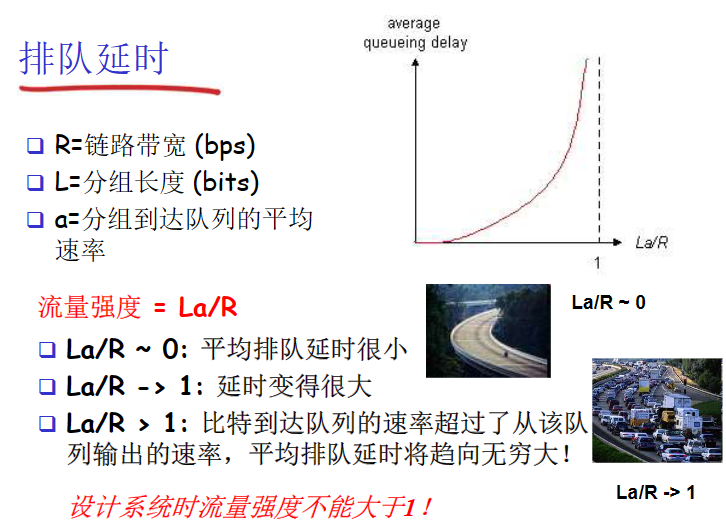 排队延时
average
queueing delay
R=链路带宽 (bps)
L=分组长度 (bits)
a=分组到达队列的平均
速率
La/R
1
流量强度 = La/R
La/R ~ 0
La/R ~ 0: 平均排队延时很小
La/R -> 1: 延时变得很大
La/R > 1: 比特到达队列的速率超过了从该队
列输出的速率，平均排队延时将趋向无穷大！
La/R -> 1
设计系统时流量强度不能大于1！